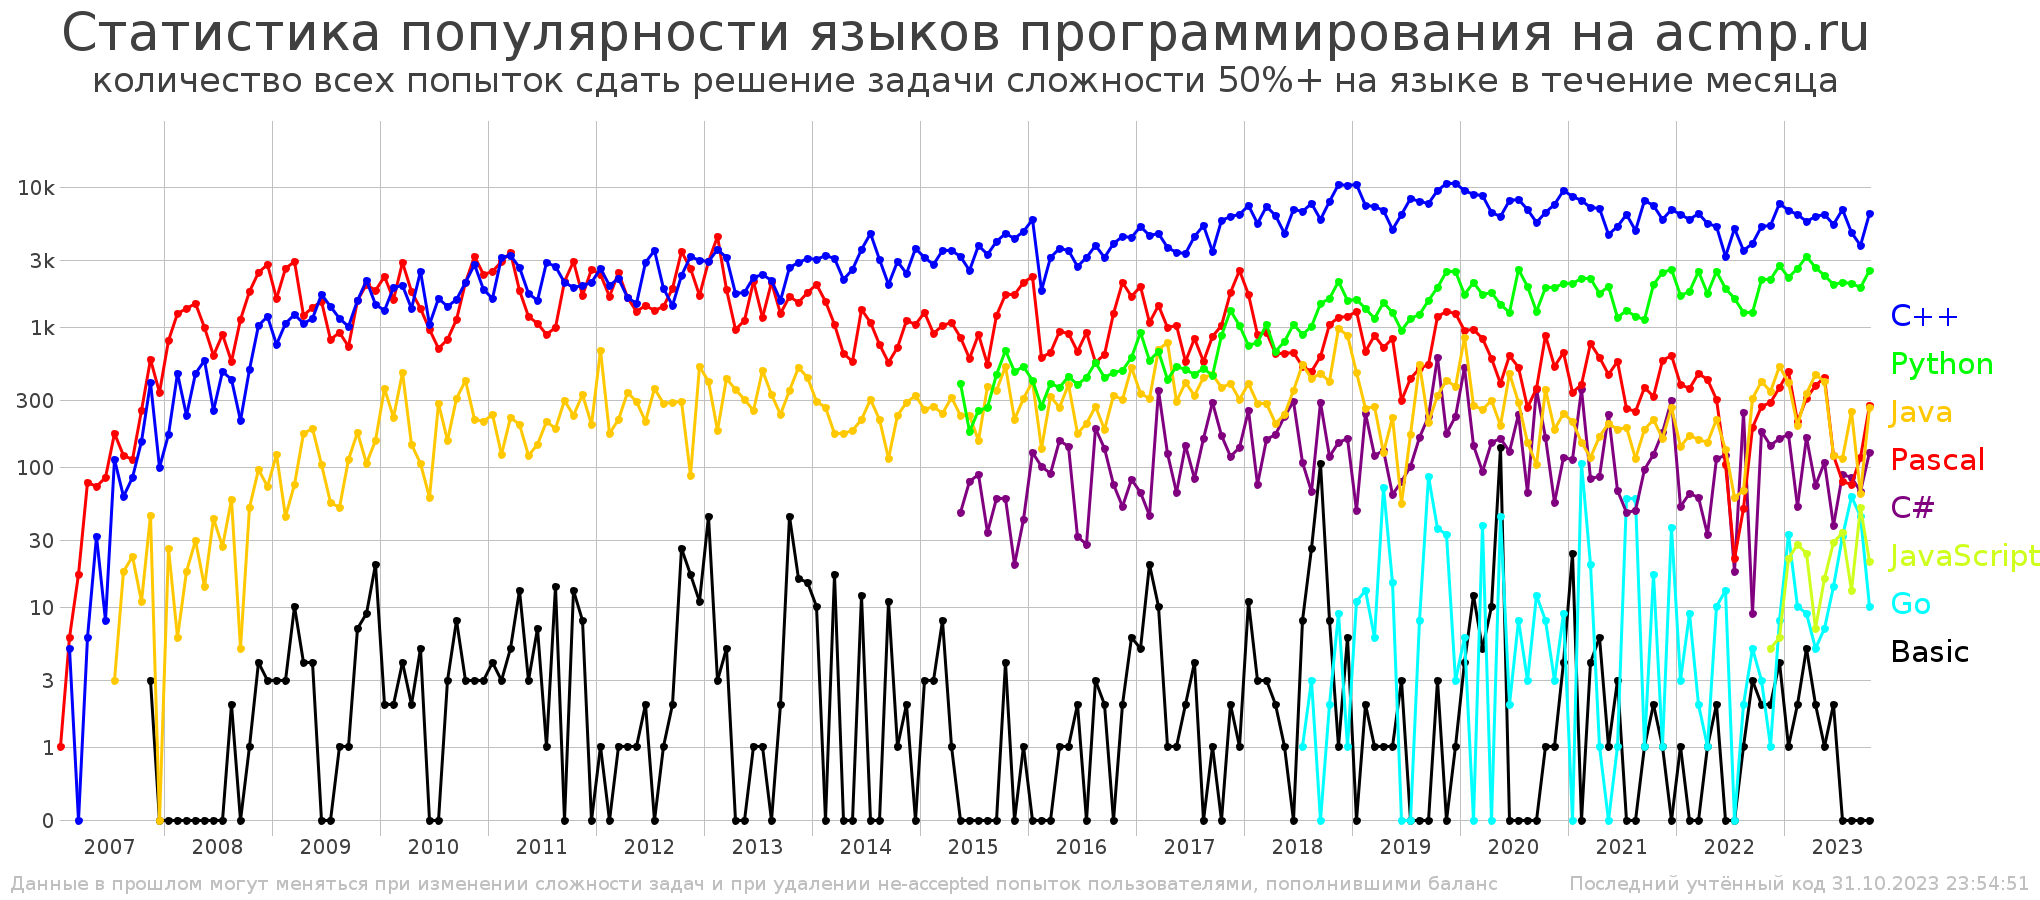 Статистика популярности языков программирования на acmp.ru
количество всех попыток сдать решение задачи сложности 50%+ на языке в течение месяца
10k
3k
1k
300
100
30
10
3
1
0
C++
Python
Java
Pascal
C#
JavaScript
Go
Basic
2007 2008 2009 2010 2011 2012 2013 2014 2015 2016 2017 2018 2019 2020 2021 2022 2023
Данные в прошлом могут меняться при изменении сложности задач и при удалении не-accepted попыток пользователями, пополнившими баланс
Последний учтённый код 31.10.2023 23:54:51